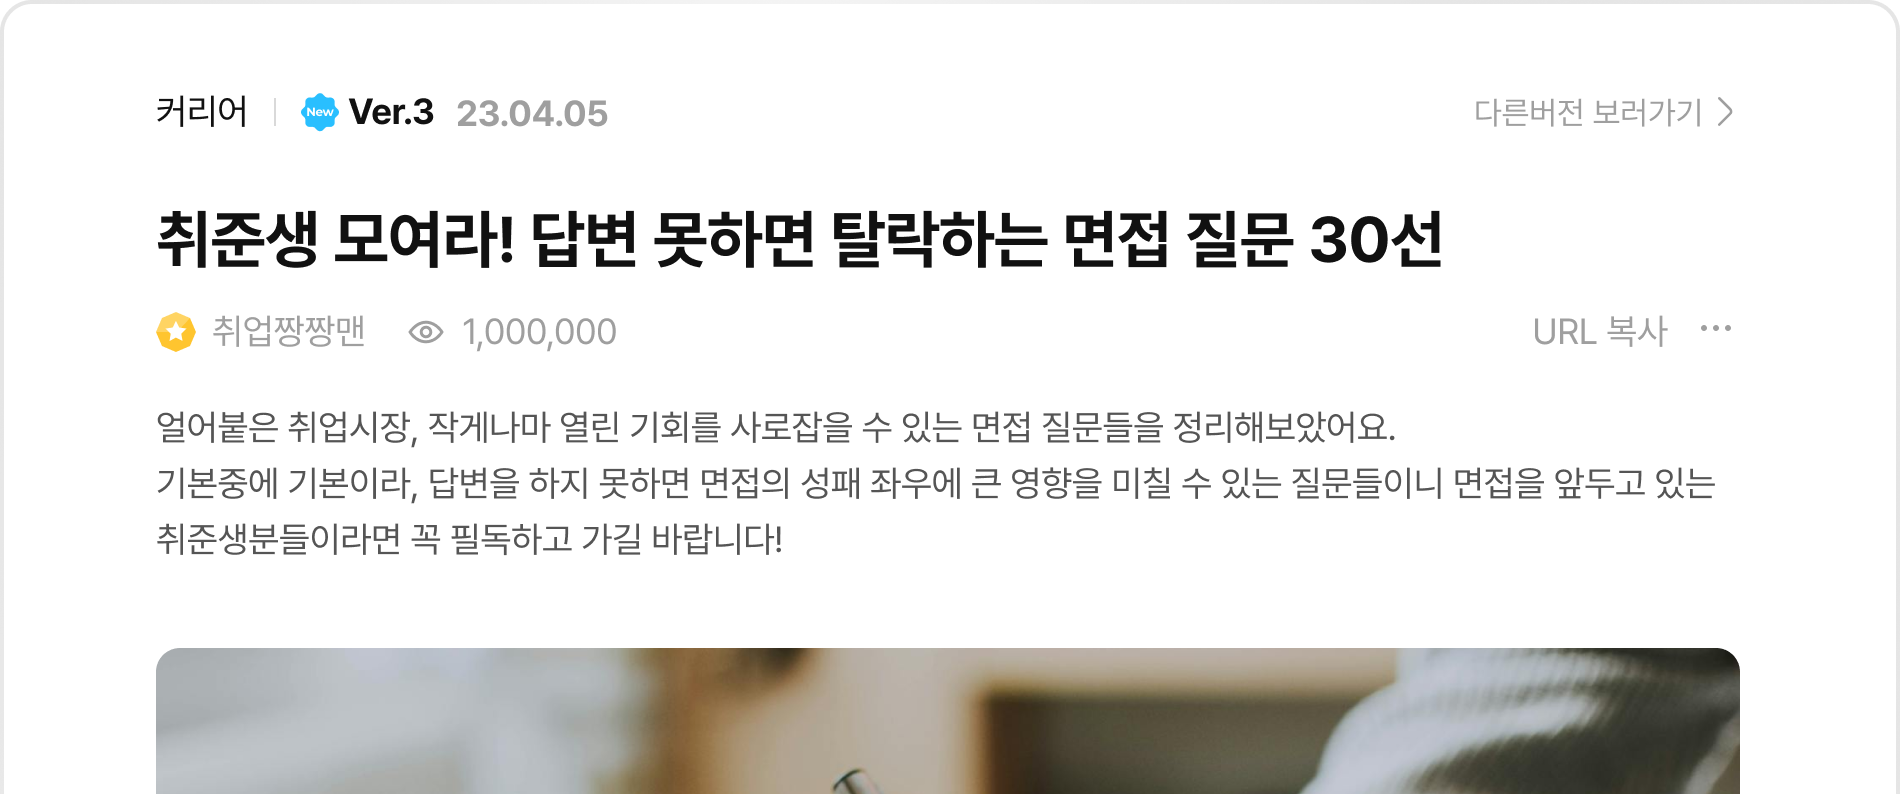 커리어 New Ver.3 23.04.05 다른버전 보러가기
취준생 모여라! 답변 못하면 탈락하는 면접 질문 30선
취업짱짱맨 1,000,000 URL 복사
얼어붙은 취업시장, 작게나마 열린 기회를 사로잡을 수 있는 면접 질문들을 정리해보았어요.
기본중에 기본이라, 답변을 하지 못하면 면접의 성패 좌우에 큰 영향을 미칠 수 있는 질문들이니 면접을 앞두고 있는
취준생분들이라면 꼭 필독하고 가길 바랍니다!